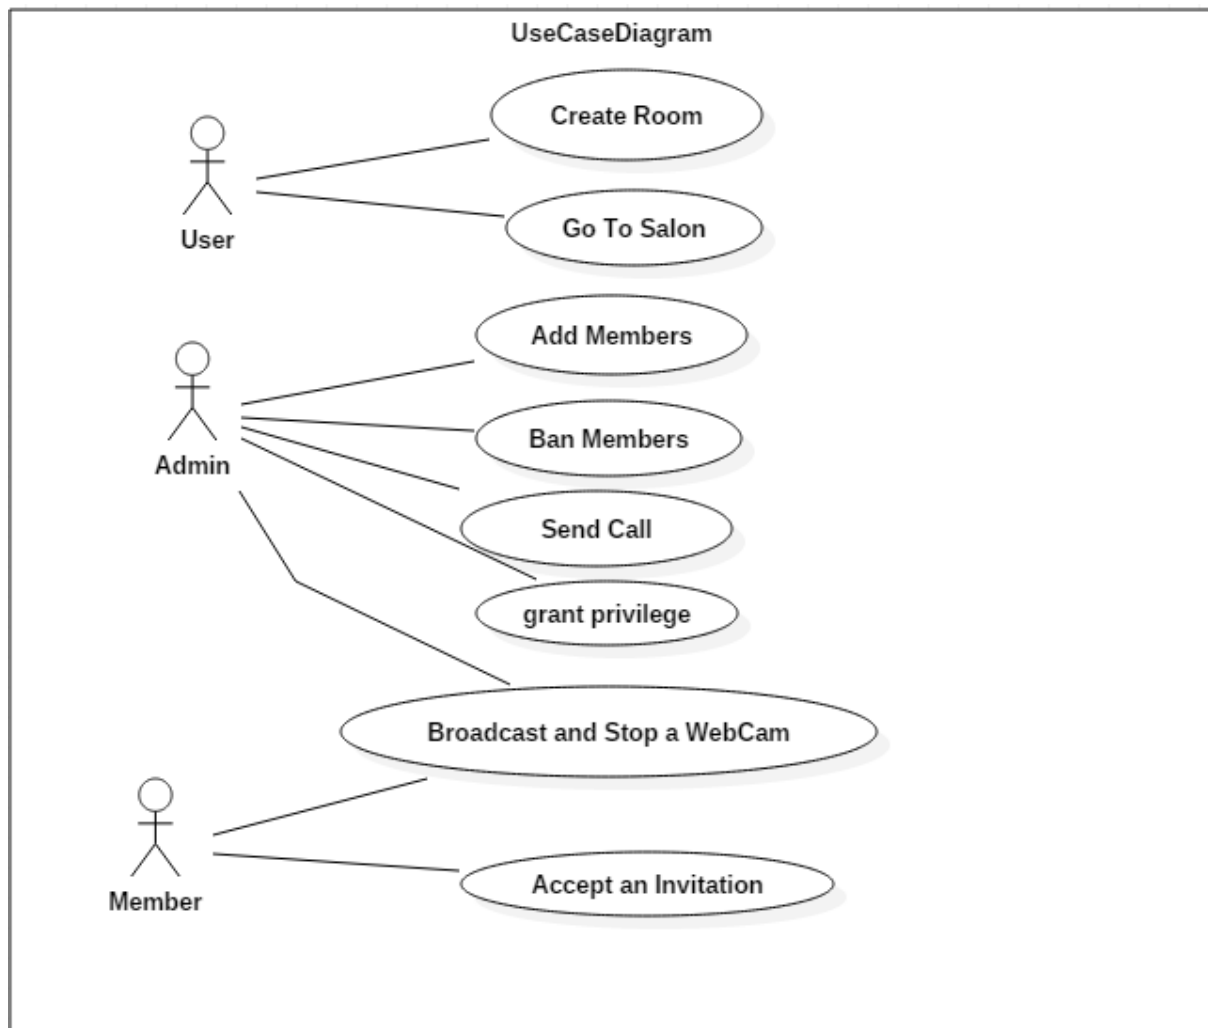 UseCaseDiagram
Create Room
User
Go To Salon
Add Members
Admin
Ban Members
Send Call
grant privilege
Broadcast and Stop a WebCam
Member
Accept an Invitation